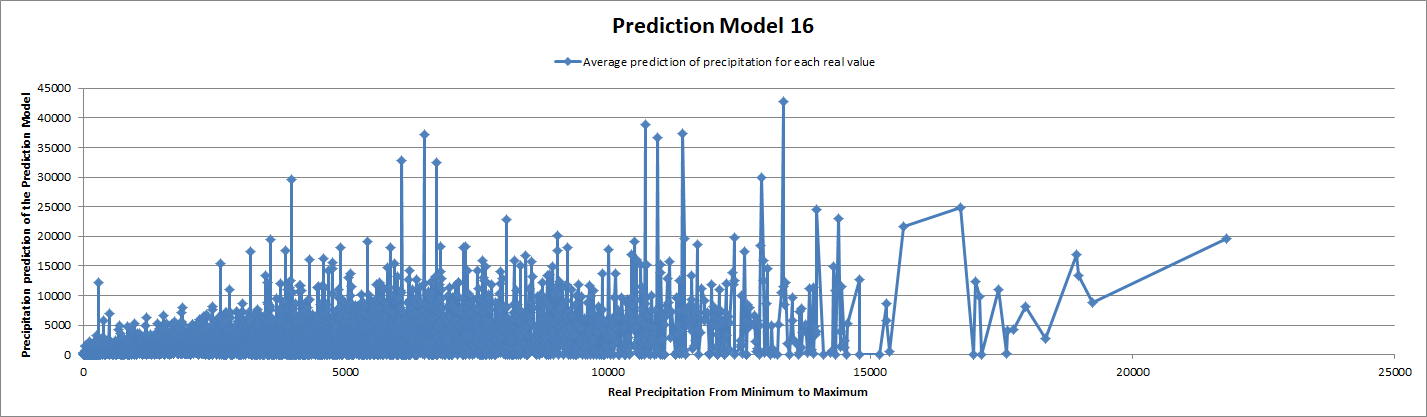 Prediction Model 16
Average prediction of precipitation for each real value
Precipitation prediction of the Prediction Model
45000
40000
35000
30000
25000
20000
15000
10000
5000
0
0 5000 10000 15000 20000 25000
Real Precipitation From Minimum to Maximum